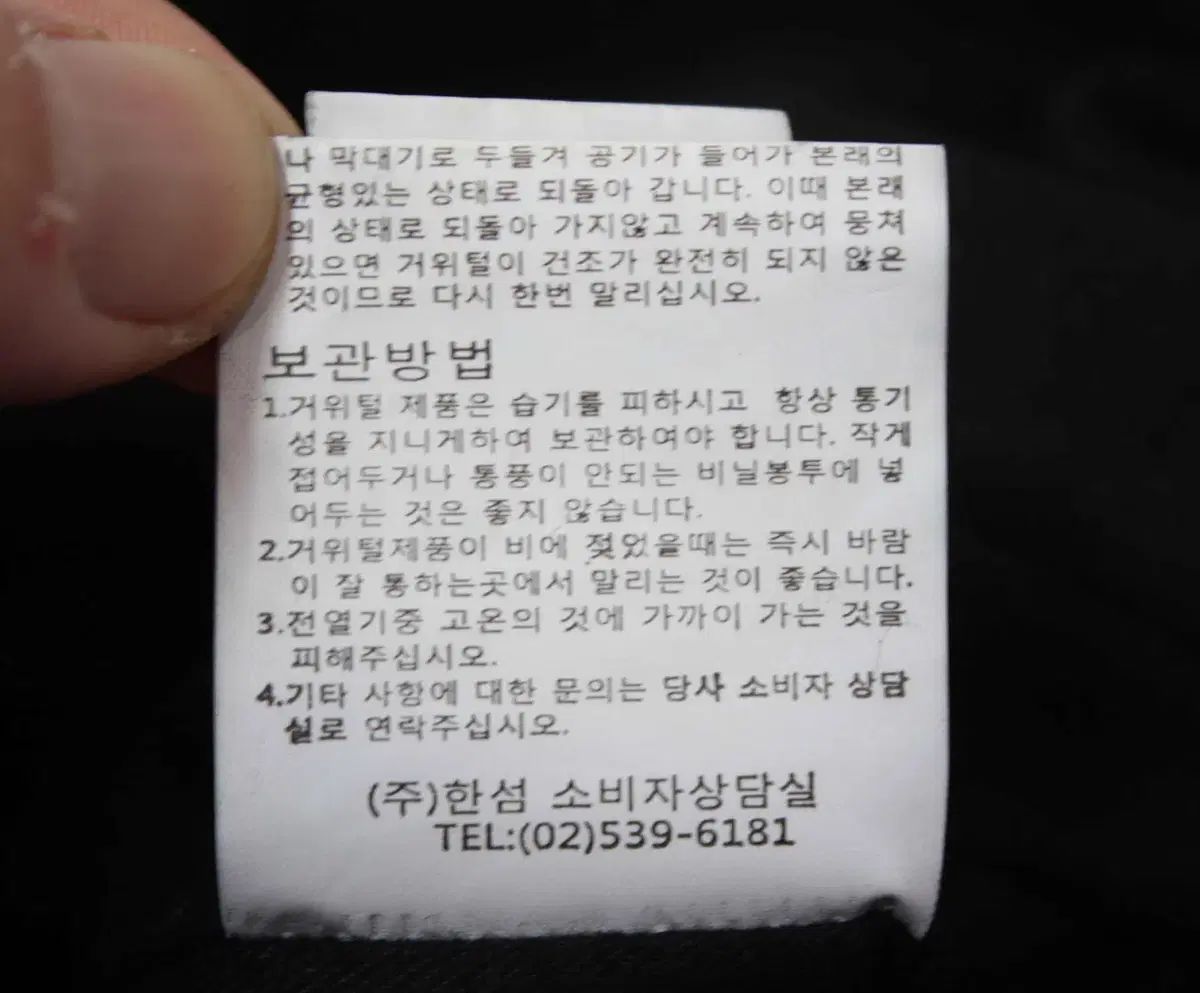 나 막대기로 두들겨 공기가 들어가 본래의
균형있는 상태로 되돌아 갑니다. 이때 본래
의 상태로 되돌아 가지않고 계속하여 뭉쳐
있으면 거위털이 건조가 완전히 되지 않은
것이므로 다시 한번 말리십시오.
보관방법
1.거위털 제품은 습기를 피하시고 항상 통기
성을 지니게하여 보관하여야 합니다. 작게
접어두거나 통풍이 안되는 비닐봉투에 넣
어두는 것은 좋지 않습니다.
2.거위털제품이 비에 젖었을때는 즉시 바람
이 잘 통하는곳에서 말리는 것이 좋습니다.
3.전열기중 고온의 것에 가까이 가는 것을
피해주십시오.
4.기타 사항에 대한 문의는 당사 소비자 상담
실로 연락주십시오.
(주)한섬 소비자상담실
TEL:(02)539-6181